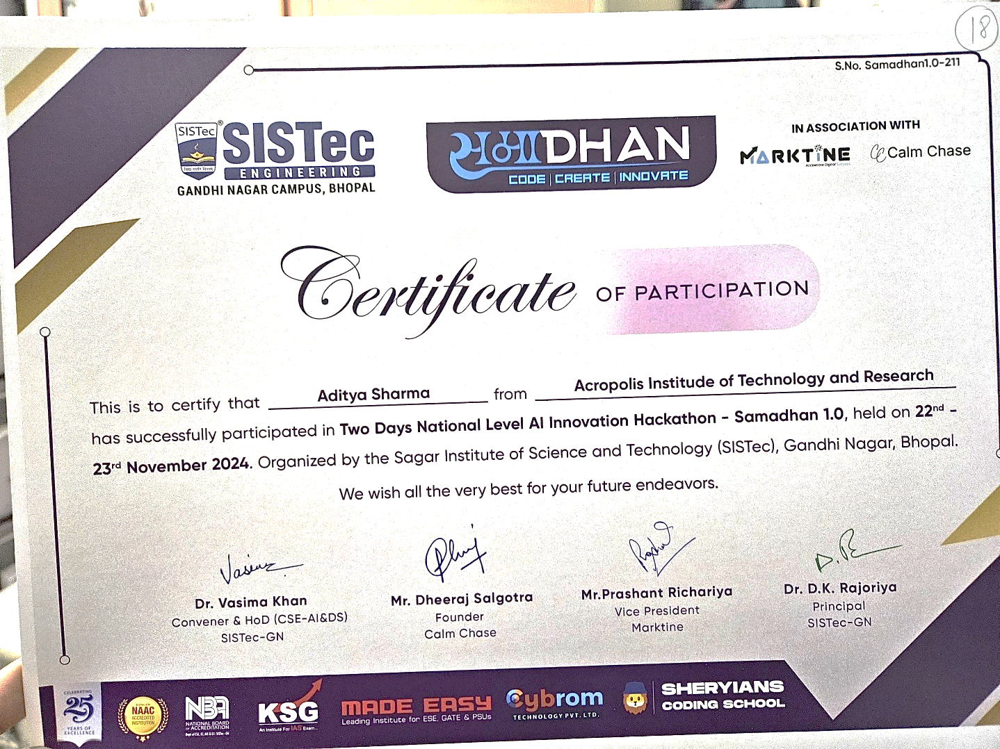 18
S.No. Samadhan1.0-211
SISTec
SISTec
®
ENGINEERING
GANDHI NAGAR CAMPUS, BHOPAL
समाDHAN
CODE | CREATE | INNOVATE
IN ASSOCIATION WITH
MARKTINE
CC Calm Chase
Certificate OF PARTICIPATION
This is to certify that Aditya Sharma from Acropolis Institude of Technology and Research
has successfully participated in Two Days National Level AI Innovation Hackathon - Samadhan 1.0, held on 22nd -
23rd November 2024. Organized by the Sagar Institute of Science and Technology (SISTec), Gandhi Nagar, Bhopal.
We wish all the very best for your future endeavors.
Vasima
D.R
Dr. Vasima Khan
Convener & HoD (CSE-AI&DS)
SISTec-GN
Mr. Dheeraj Salgotra
Founder
Calm Chase
Mr.Prashant Richariya
Vice President
Marktine
Dr. D.K. Rajoriya
Principal
SISTec-GN
CELEBRATING
25
YEARS OF
EXCELLENCE
NAAC
ACCREDITED
INSTITUTION
NBA
NATIONAL BOARD
OF ACCREDITATION
KSG
An Institute For IAS Exam...
MADE EASY
Leading Institute for ESE, GATE & PSUs
Cybrom
TECHNOLOGY PVT. LTD.
SHERYIANS
CODING SCHOOL